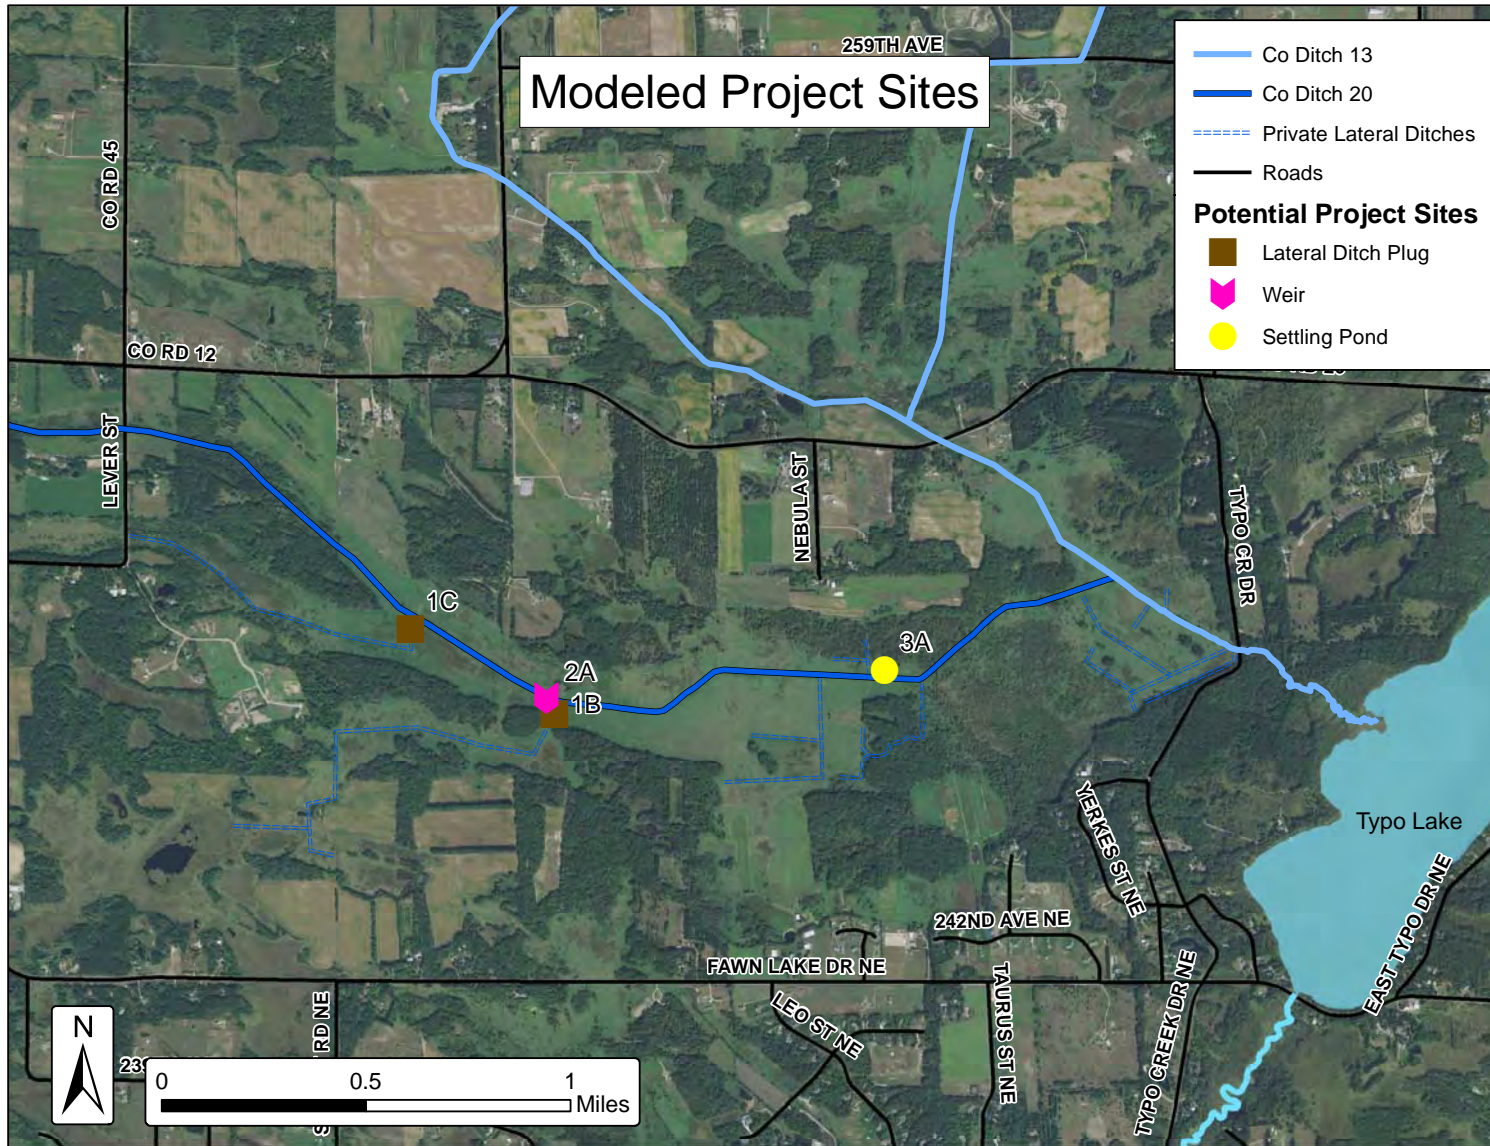 259TH AVE
Modeled Project Sites
Co Ditch 13
Co Ditch 20
Private Lateral Ditches
Roads
Potential Project Sites
Lateral Ditch Plug
Weir
Settling Pond
CO RD 45
CO RD 12
LEVER ST
NEBULA ST
TYPO CR DR
1C
2A
1B
3A
YERKES ST NE
Typo Lake
242ND AVE NE
FAWN LAKE DR NE
EAST TYPO DR NE
LEO ST NE
TAURUS ST NE
TYPO CREEK DR NE
RD NE
N
0 0.5 1
Miles